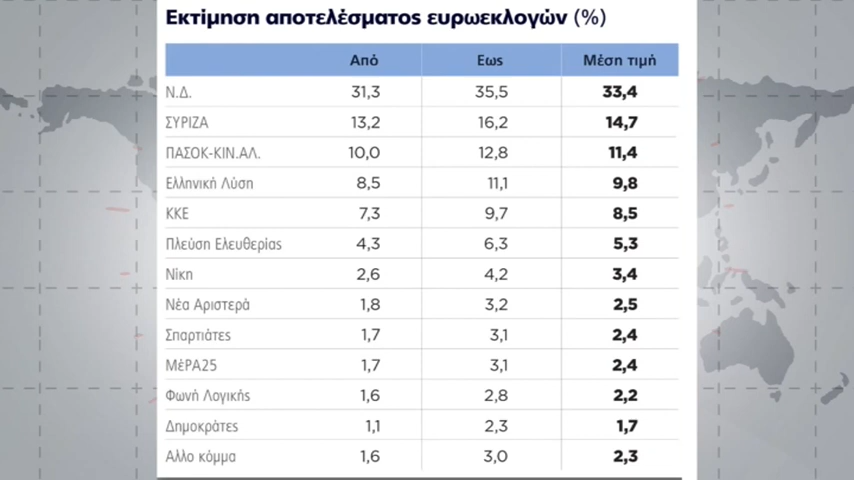 Εκτίμηση αποτελέσματος ευρωεκλογών (%)
Από Εως Μέση τιμή
Ν.Δ. 31,3 35,5 33,4
ΣΥΡΙΖΑ 13,2 16,2 14,7
ΠΑΣΟΚ-ΚΙΝ.ΑΛ. 10,0 12,8 11,4
Ελληνική Λύση 8,5 11,1 9,8
ΚΚΕ 7,3 9,7 8,5
Πλεύση Ελευθερίας 4,3 6,3 5,3
Νίκη 2,6 4,2 3,4
Νέα Αριστερά 1,8 3,2 2,5
Σπαρτιάτες 1,7 3,1 2,4
ΜέΡΑ25 1,7 3,1 2,4
Φωνή Λογικής 1,6 2,8 2,2
Δημοκράτες 1,1 2,3 1,7
Αλλο κόμμα 1,6 3,0 2,3